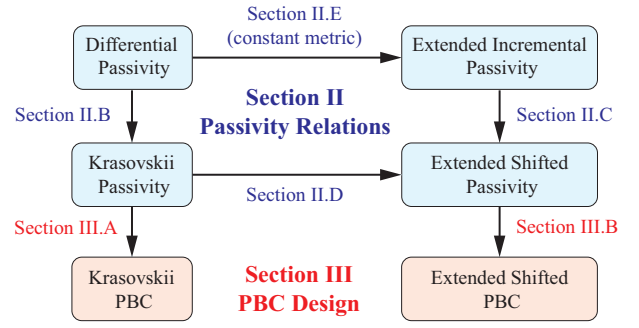 Section II.E
(constant metric)
Differential
Passivity
Extended Incremental
Passivity
Section II.B
Section II
Passivity Relations
Section II.C
Krasovskii
Passivity
Section II.D
Extended Shifted
Passivity
Section III.A
Section III.B
Krasovskii
PBC
Section III
PBC Design
Extended Shifted
PBC